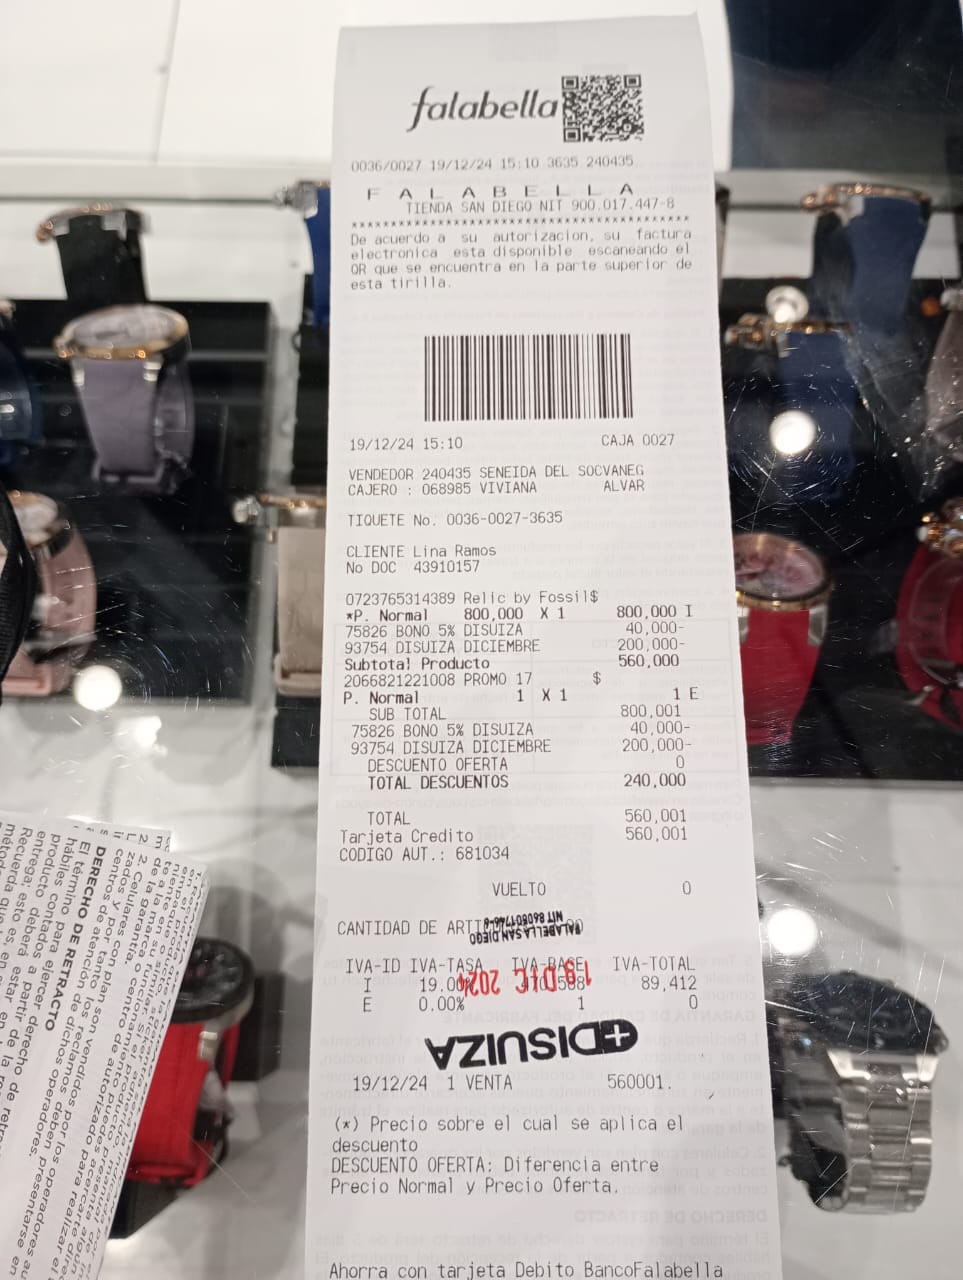 falabella
0036/0027 19/12/24 15:10 3635 240435
F A L A B E L L A
TIENDA SAN DIEGO NIT 900.017.447-8
De acuerdo a su autorizacion, su factura
electronica esta disponible escaneando el
QR que se encuentra en la parte superior de
esta tirilla.
19/12/24 15:10 CAJA 0027
VENDEDOR 240435 SENEIDA DEL SOCVANEG
CAJERO : 068985 VIVIANA ALVAR
TIQUETE No. 0036-0027-3635
CLIENTE Lina Ramos
No DOC 43910157
0723765314389 Relic by Fossil$
*P. Normal 800,000 X 1 800,000 I
75826 BONO 5% DISUIZA 40,000-
93754 DISUIZA DICIEMBRE 200,000-
Subtotal Producto 560,000
2066821221008 PROMO 17 $
P. Normal 1 X 1 1 E
SUB TOTAL 800,001
75826 BONO 5% DISUIZA 40,000-
93754 DISUIZA DICIEMBRE 200,000-
DESCUENTO OFERTA 0
TOTAL DESCUENTOS 240,000
TOTAL 560,001
Tarjeta Credito 560,001
CODIGO AUT.: 681034
VUELTO 0
CANTIDAD DE
FALABELLA SAN DIEGO
IVA-ID IVA-TASA IVA-BASE IVA-TOTAL
I 19.00% 89,412
19 DIC 2024
E 0.00% 1 0
DISUIZA
19/12/24 1 VENTA 560001.
(*) Precio sobre el cual se aplica el
descuento
DESCUENTO OFERTA: Diferencia entre
Precio Normal y Precio Oferta.
Ahorra con tarjeta Debito BancoFalabella
DERECHO DE RETRACTO